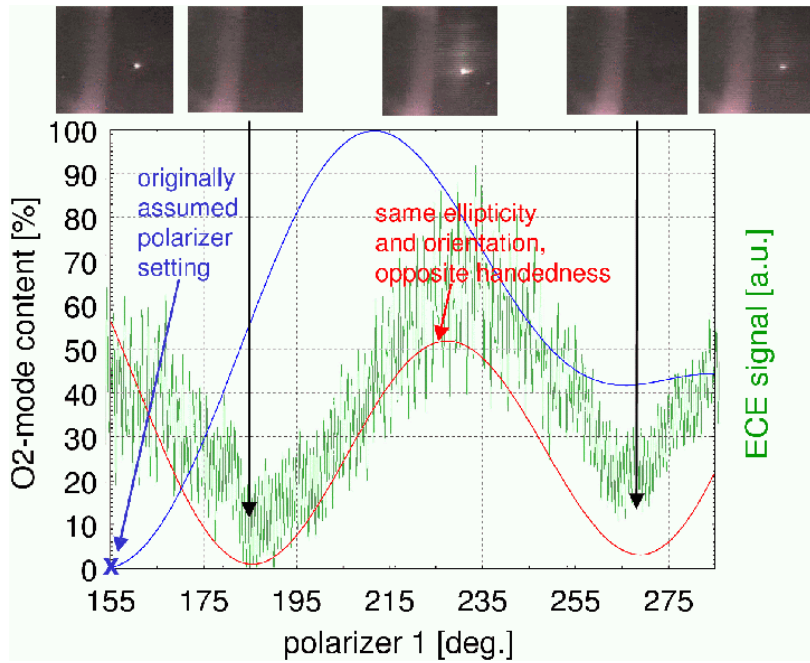 100
90
80
70
60
50
40
30
20
10
0
O2-mode content [%]
originally
assumed
polarizer
setting
same ellipticity
and orientation,
opposite handedness
ECE signal [a.u.]
x
155
175
195
215
235
255
275
polarizer 1 [deg.]